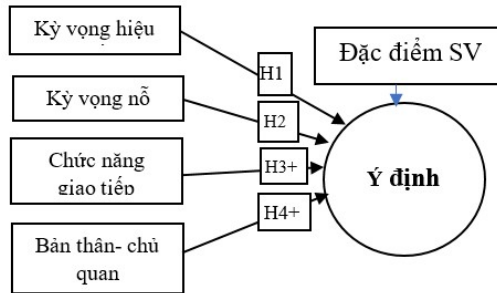 Kỳ vọng hiệu
H1
Đặc điểm SV
Kỳ vọng nỗ
H2
Chức năng
giao tiếp
H3+
Ý định
Bản thân- chủ
quan
H4+